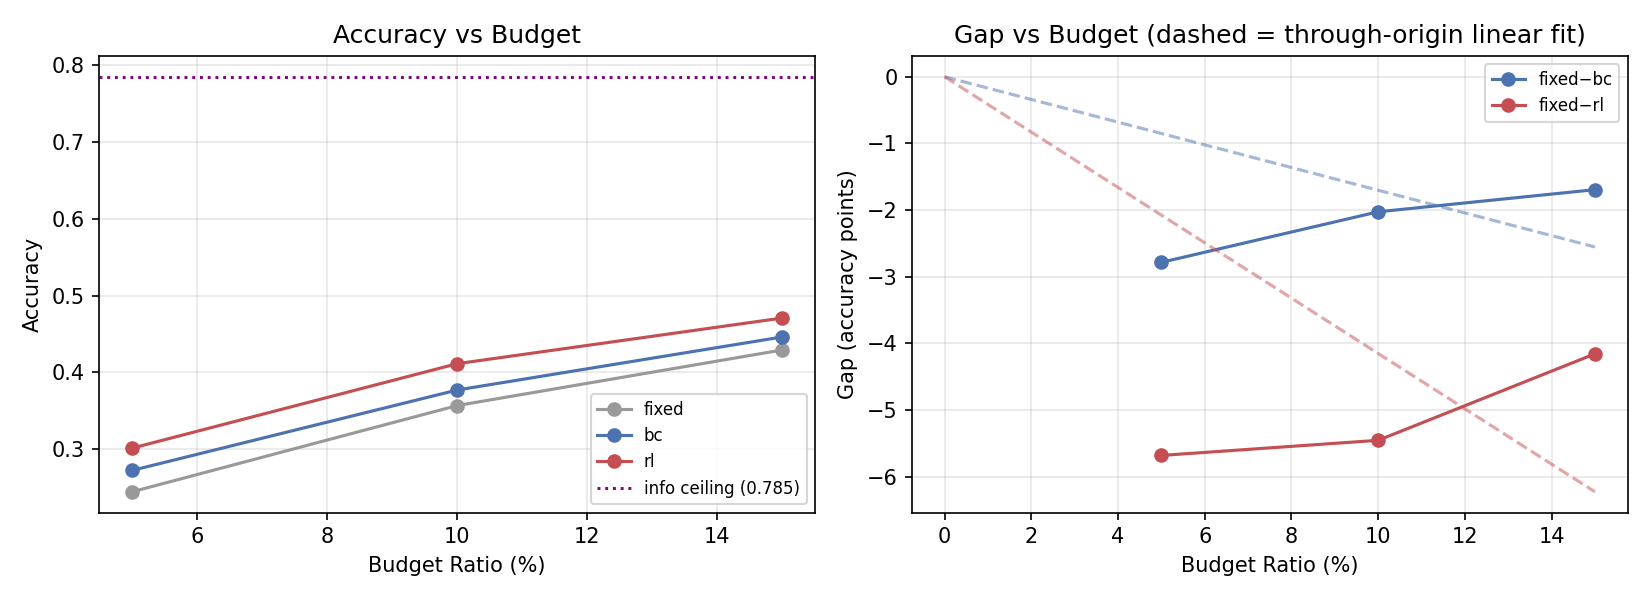 Accuracy vs Budget
0.8
0.7
0.6
0.5
0.4
0.3
Accuracy
6
8
10
12
14
Budget Ratio (%)
fixed
bc
rl
info ceiling (0.785)
Gap vs Budget (dashed = through-origin linear fit)
0
−1
−2
−3
−4
−5
−6
Gap (accuracy points)
0
2
4
6
8
10
12
14
Budget Ratio (%)
fixed−bc
fixed−rl